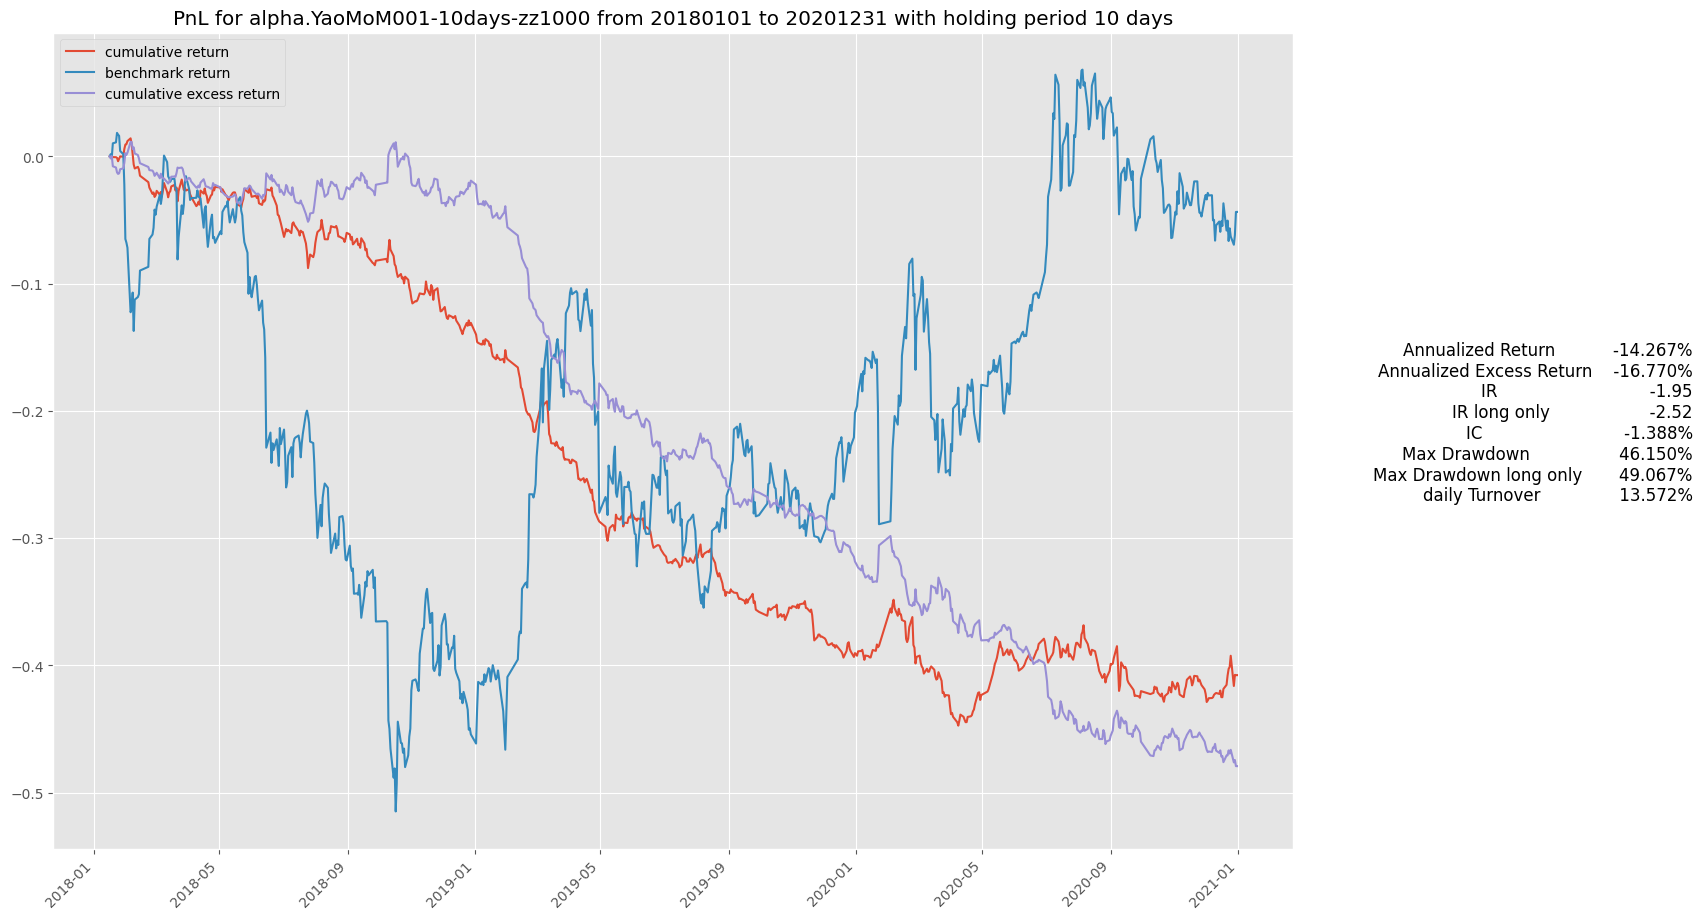 PnL for alpha.YaoMoM001-10days-zz1000 from 20180101 to 20201231 with holding period 10 days
cumulative return
benchmark return
cumulative excess return
0.0
−0.1
−0.2
−0.3
−0.4
−0.5
2018-01
2018-05
2018-09
2019-01
2019-05
2019-09
2020-01
2020-05
2020-09
2021-01
Annualized Return -14.267%
Annualized Excess Return -16.770%
IR -1.95
IR long only -2.52
IC -1.388%
Max Drawdown 46.150%
Max Drawdown long only 49.067%
daily Turnover 13.572%